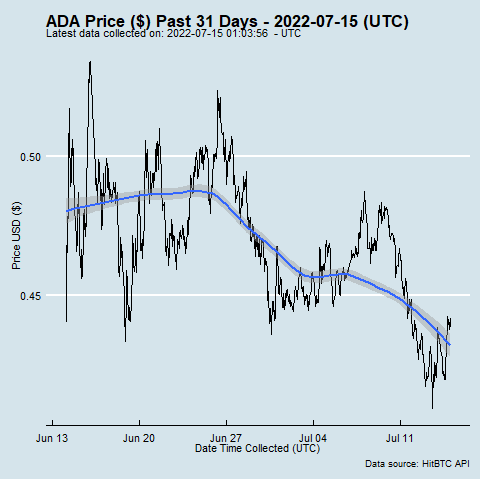 ADA Price ($) Past 31 Days - 2022-07-15 (UTC)
Latest data collected on: 2022-07-15 01:03:56 - UTC
0.50
0.45
Price USD ($)
Jun 13 Jun 20 Jun 27 Jul 04 Jul 11
Date Time Collected (UTC)
Data source: HitBTC API